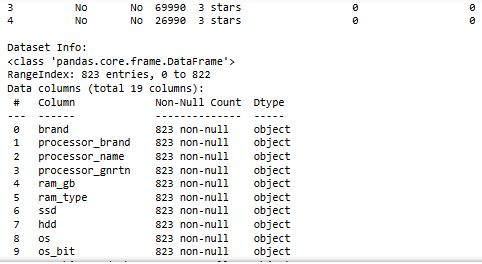 3 No No 69990 3 stars 0 0
4 No No 26990 3 stars 0 0
Dataset Info:
<class 'pandas.core.frame.DataFrame'>
RangeIndex: 823 entries, 0 to 822
Data columns (total 19 columns):
# Column Non-Null Count Dtype
--- ------ -------------- -----
0 brand 823 non-null object
1 processor_brand 823 non-null object
2 processor_name 823 non-null object
3 processor_gnrtn 823 non-null object
4 ram_gb 823 non-null object
5 ram_type 823 non-null object
6 ssd 823 non-null object
7 hdd 823 non-null object
8 os 823 non-null object
9 os_bit 823 non-null object